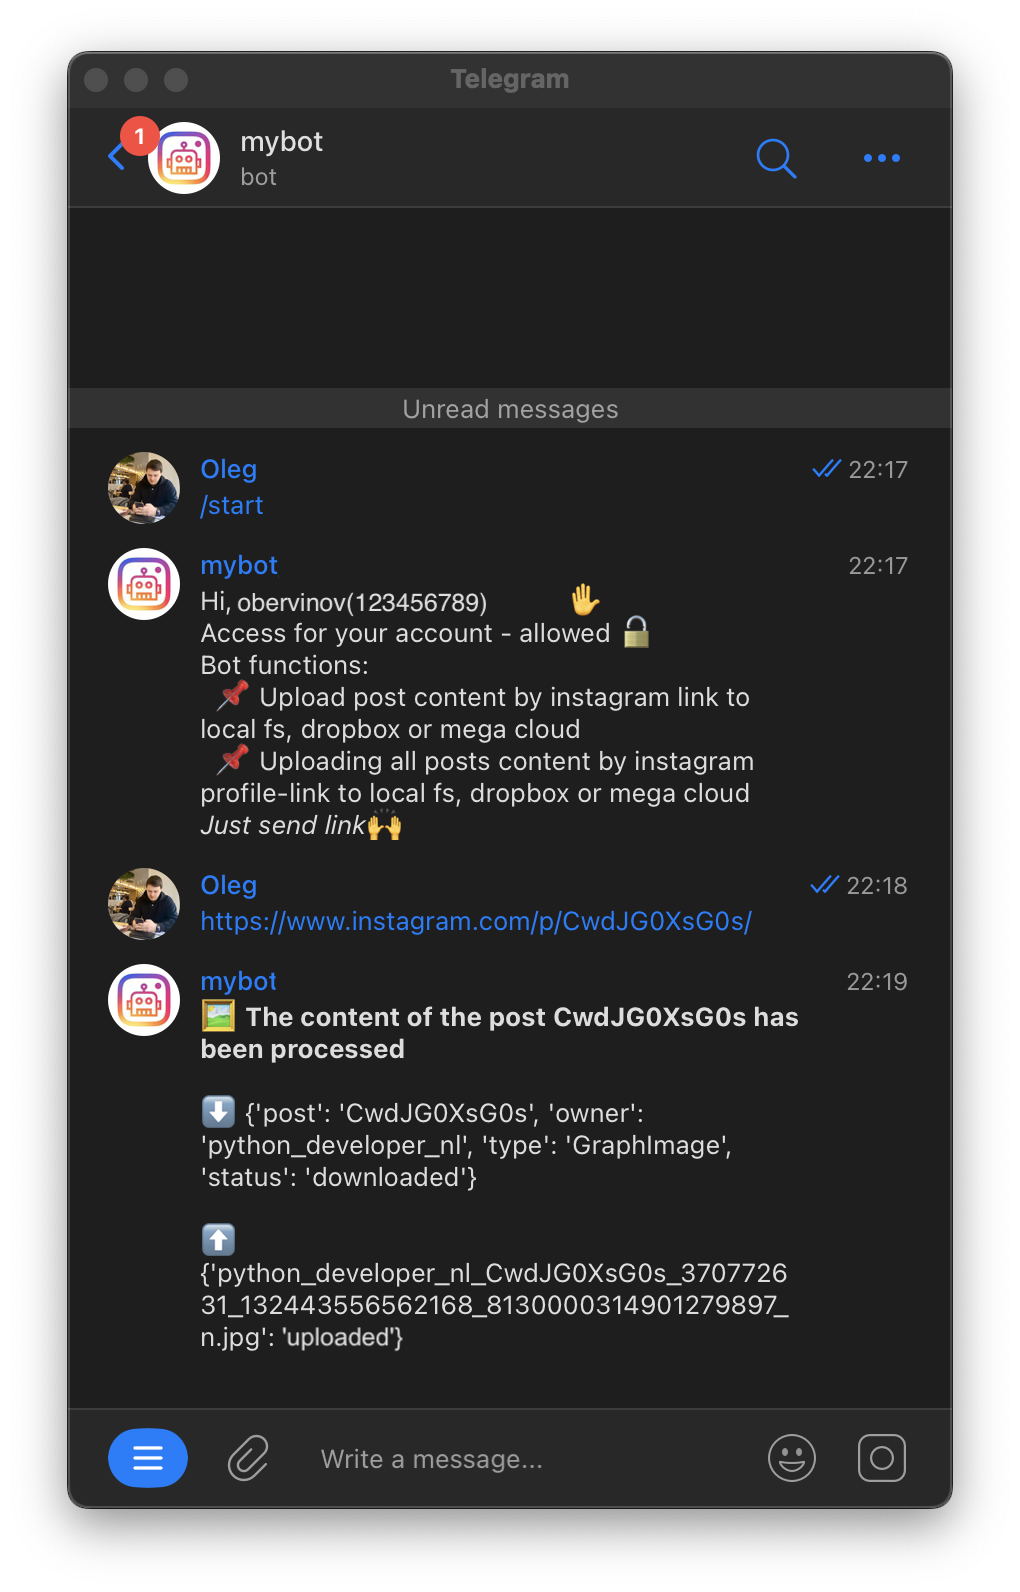 Telegram
1
mybot
bot
Unread messages
Oleg
22:17
/start
mybot
22:17
Hi, obervinov(123456789) 🖐
Access for your account - allowed 🔓
Bot functions:
📌 Upload post content by instagram link to
local fs, dropbox or mega cloud
📌 Uploading all posts content by instagram
profile-link to local fs, dropbox or mega cloud
Just send link🙌
Oleg
22:18
https://www.instagram.com/p/CwdJG0XsG0s/
mybot
22:19
🖼 The content of the post CwdJG0XsG0s has
been processed
⬇️ {'post': 'CwdJG0XsG0s', 'owner':
'python_developer_nl', 'type': 'GraphImage',
'status': 'downloaded'}
⬆️
{'python_developer_nl_CwdJG0XsG0s_3707726
31_132443556562168_8130000314901279897_
n.jpg': 'uploaded'}
Write a message...